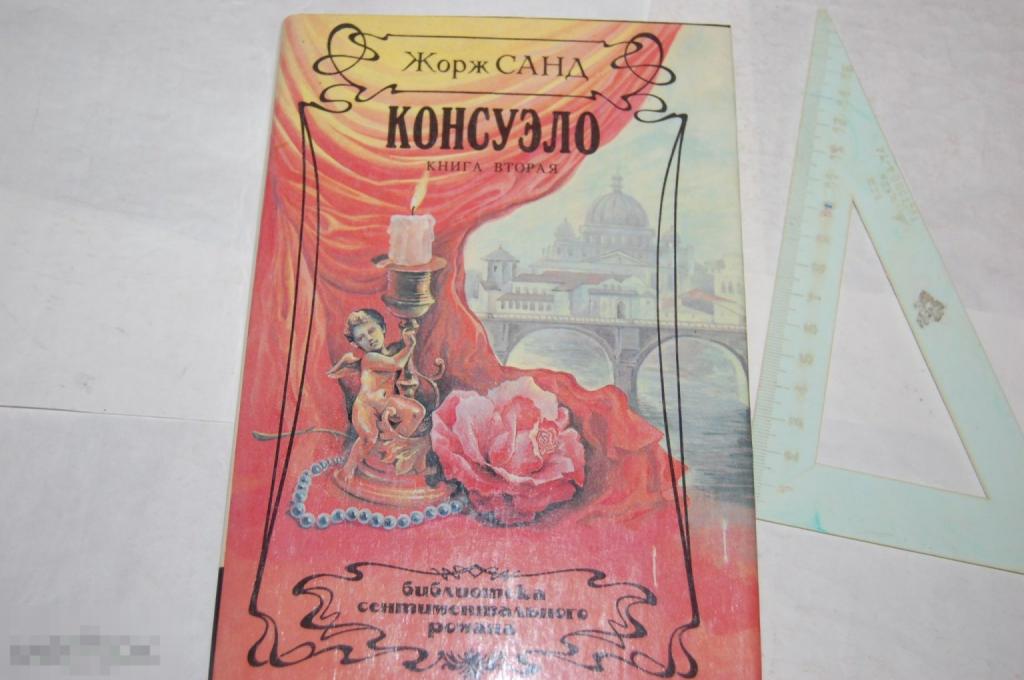 Жорж САНД
КОНСУЭЛО
КНИГА ВТОРАЯ
библиотека
сентиментального
романа